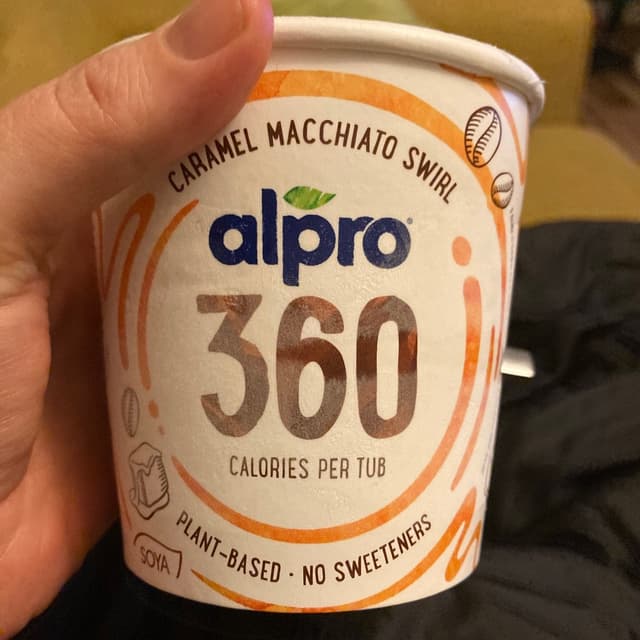 CARAMEL MACCHIATO SWIRL
alpro
360
CALORIES PER TUB
PLANT-BASED · NO SWEETENERS
SOYA